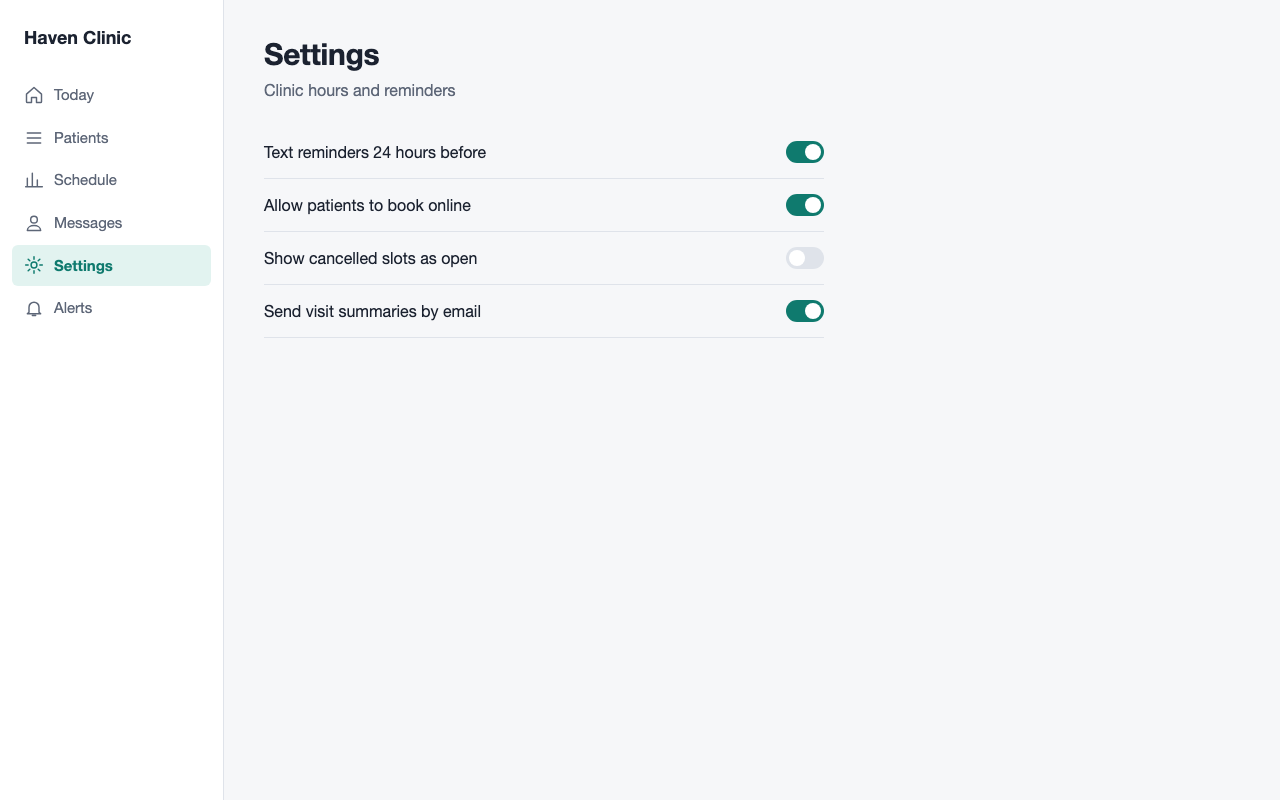 Haven Clinic
Today
Patients
Schedule
Messages
Settings
Alerts
Settings
Clinic hours and reminders
Text reminders 24 hours before
Allow patients to book online
Show cancelled slots as open
Send visit summaries by email